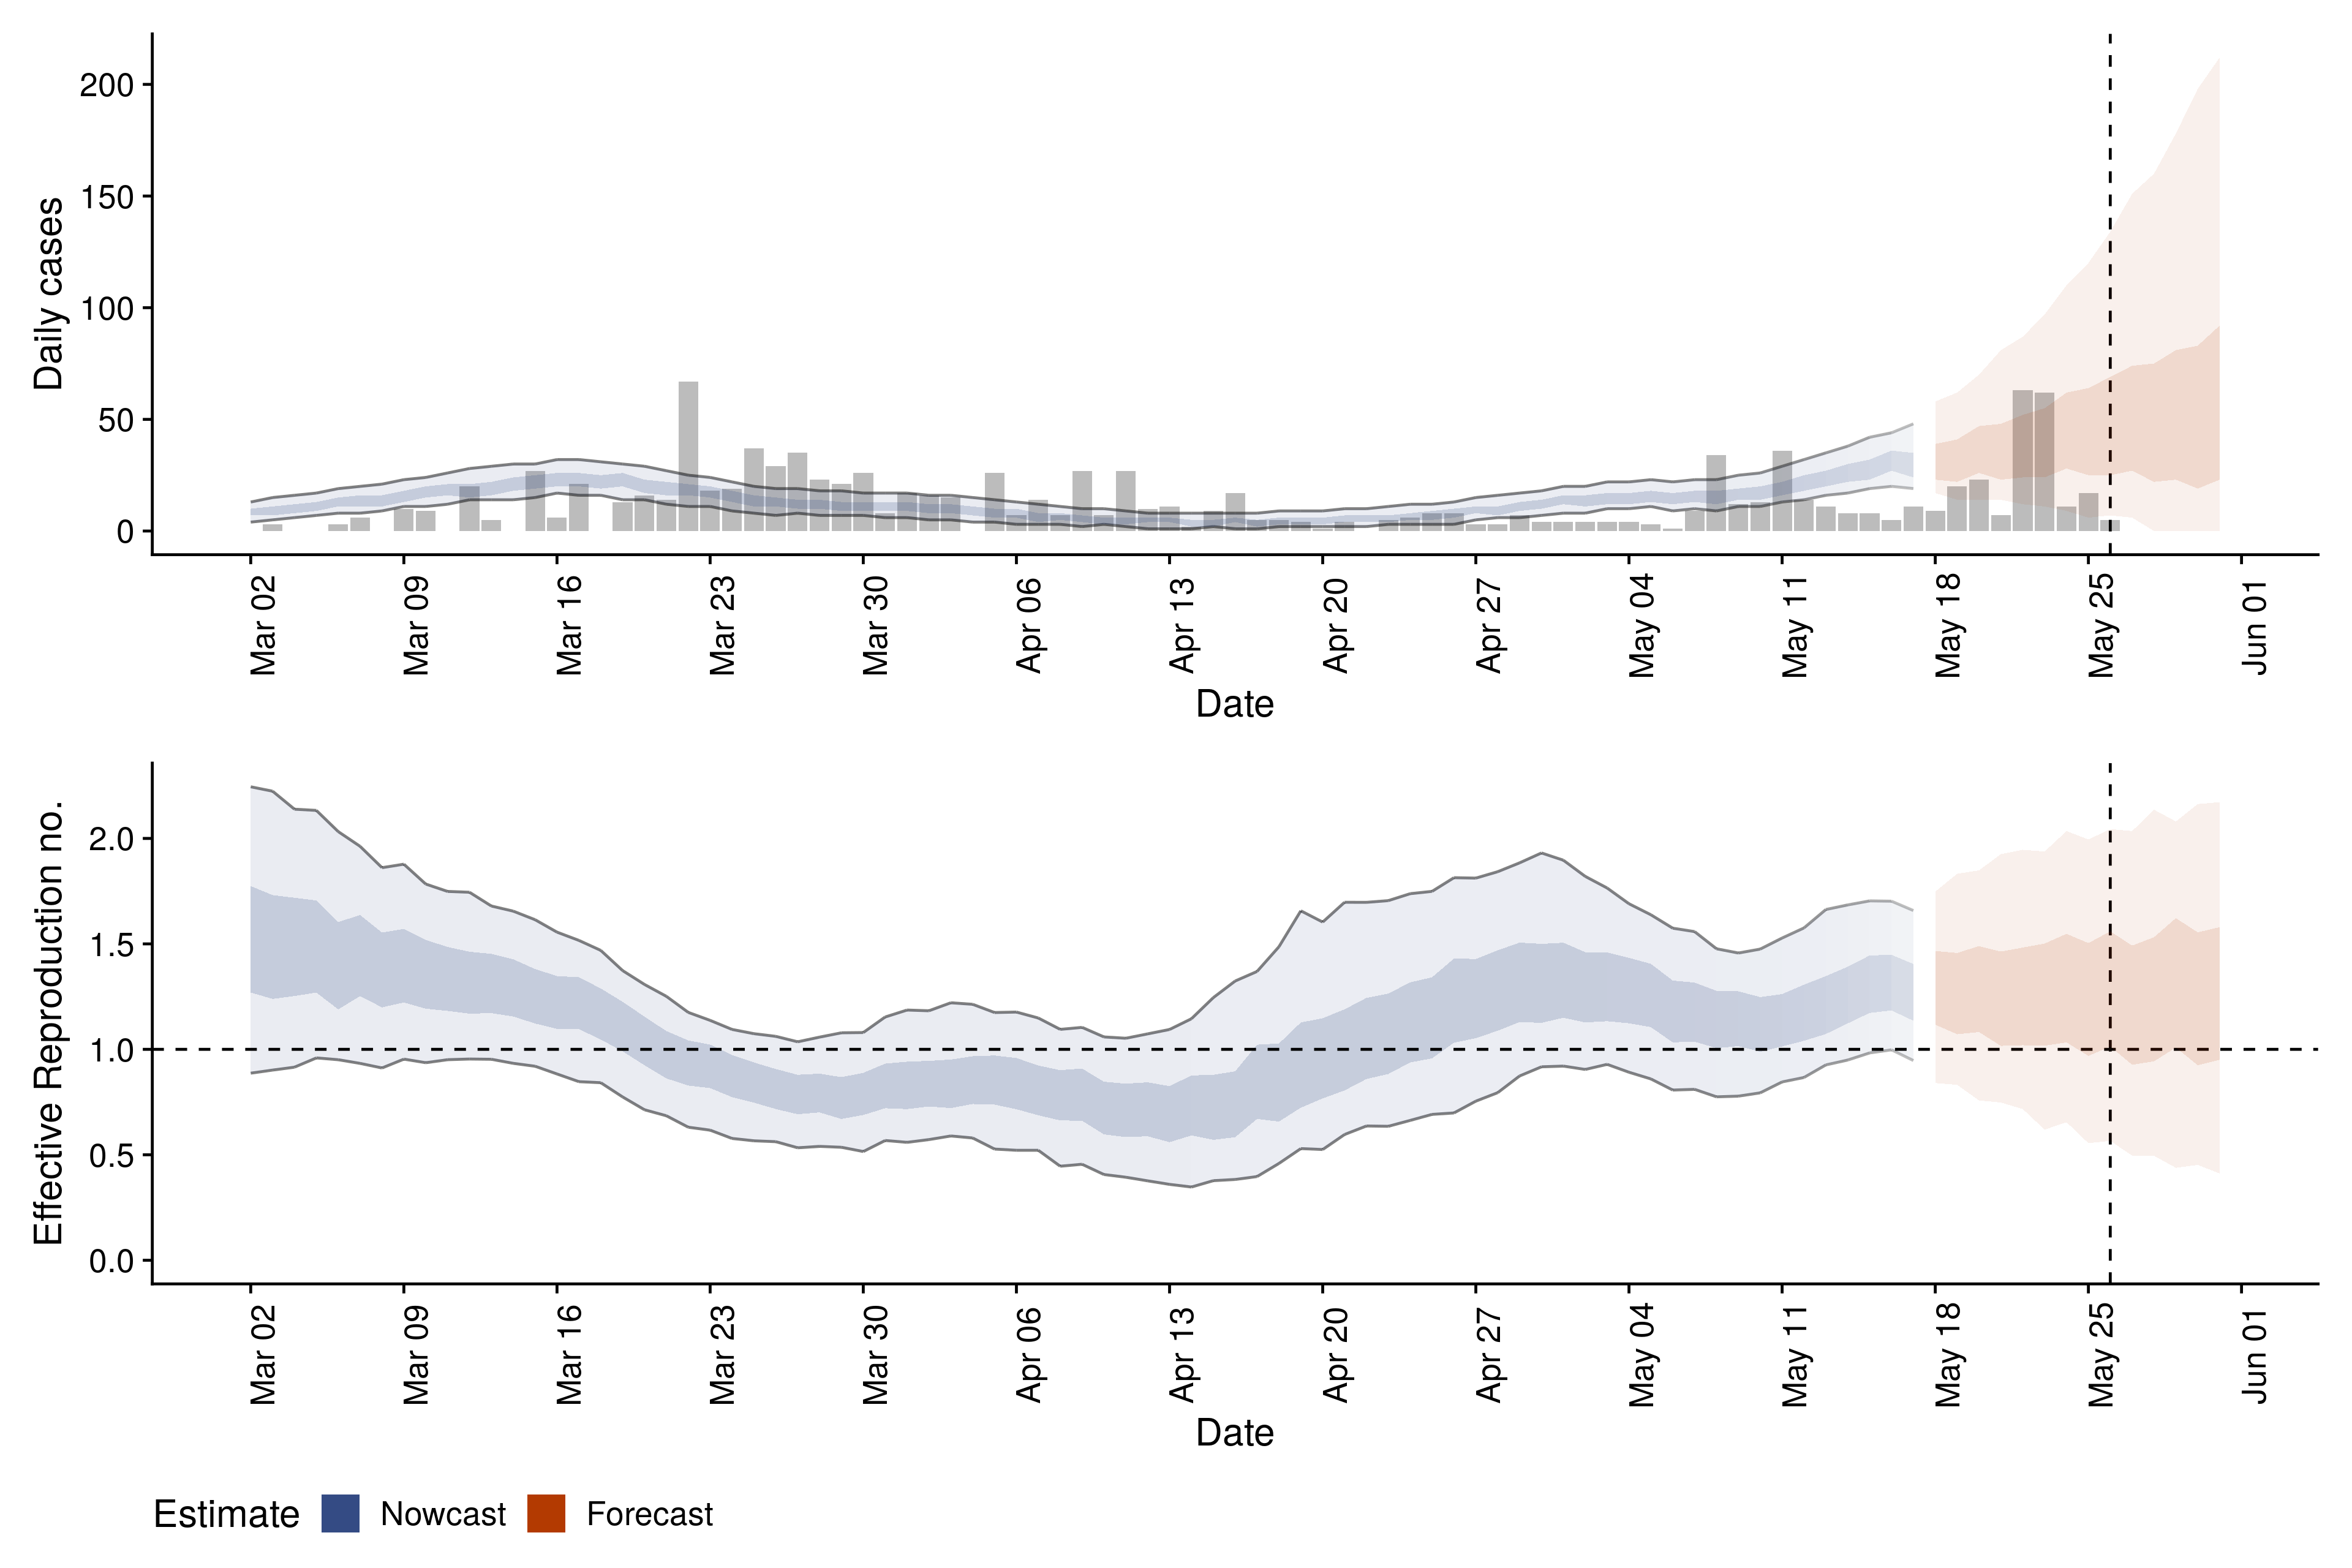 Daily cases
200
150
100
50
0
Mar 02 Mar 09 Mar 16 Mar 23 Mar 30 Apr 06 Apr 13 Apr 20 Apr 27 May 04 May 11 May 18 May 25 Jun 01
Date
Effective Reproduction no.
2.0
1.5
1.0
0.5
0.0
Mar 02 Mar 09 Mar 16 Mar 23 Mar 30 Apr 06 Apr 13 Apr 20 Apr 27 May 04 May 11 May 18 May 25 Jun 01
Date
Estimate Nowcast Forecast